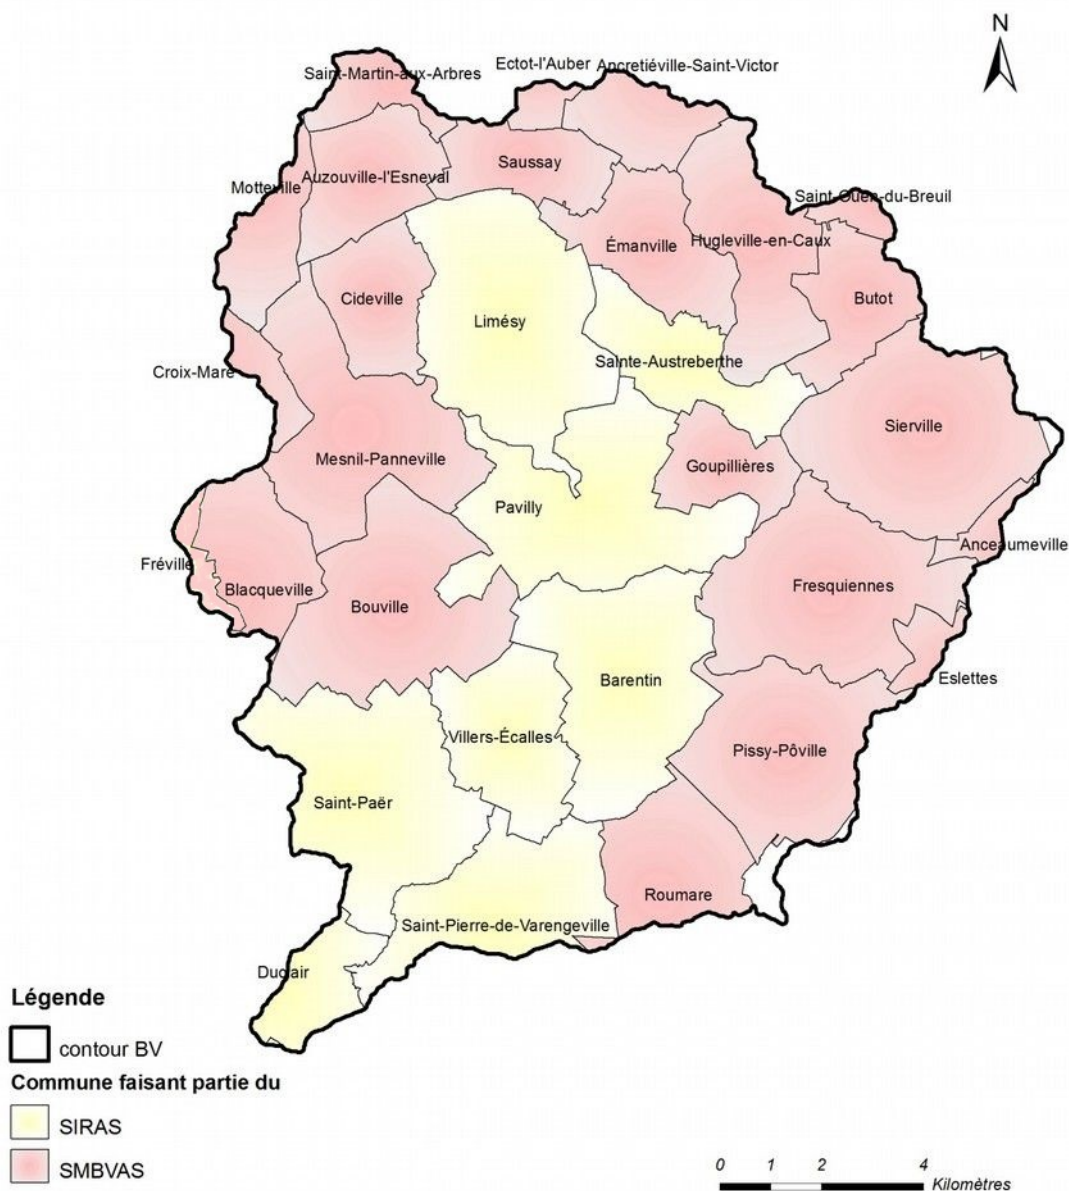 N
Ectot-l'Auber Ancretiéville-Saint-Victor
Saint-Martin-aux-Arbres
Saussay
Auzouville-l'Esneval
Motteville
Saint-Ouen-du-Breuil
Émanville
Hugleville-en-Caux
Cideville
Butot
Limésy
Sainte-Austreberthe
Croix-Mare
Sierville
Mesnil-Panneville
Goupillières
Pavilly
Anceaumeville
Fréville
Blacqueville
Fresquiennes
Bouville
Eslettes
Barentin
Villers-Écalles
Pissy-Pôville
Saint-Paër
Roumare
Saint-Pierre-de-Varengeville
Duclair
Légende
contour BV
Commune faisant partie du
SIRAS
SMBVAS
0 1 2 4
Kilomètres